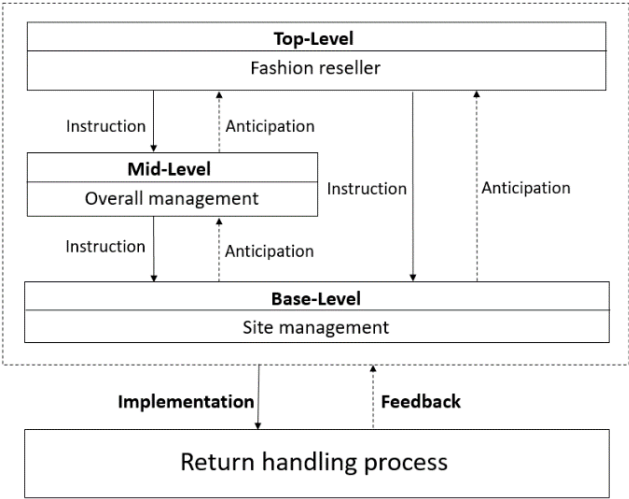 Top-Level
Fashion reseller
Instruction
Anticipation
Mid-Level
Overall management
Instruction
Anticipation
Instruction
Anticipation
Base-Level
Site management
Implementation
Feedback
Return handling process